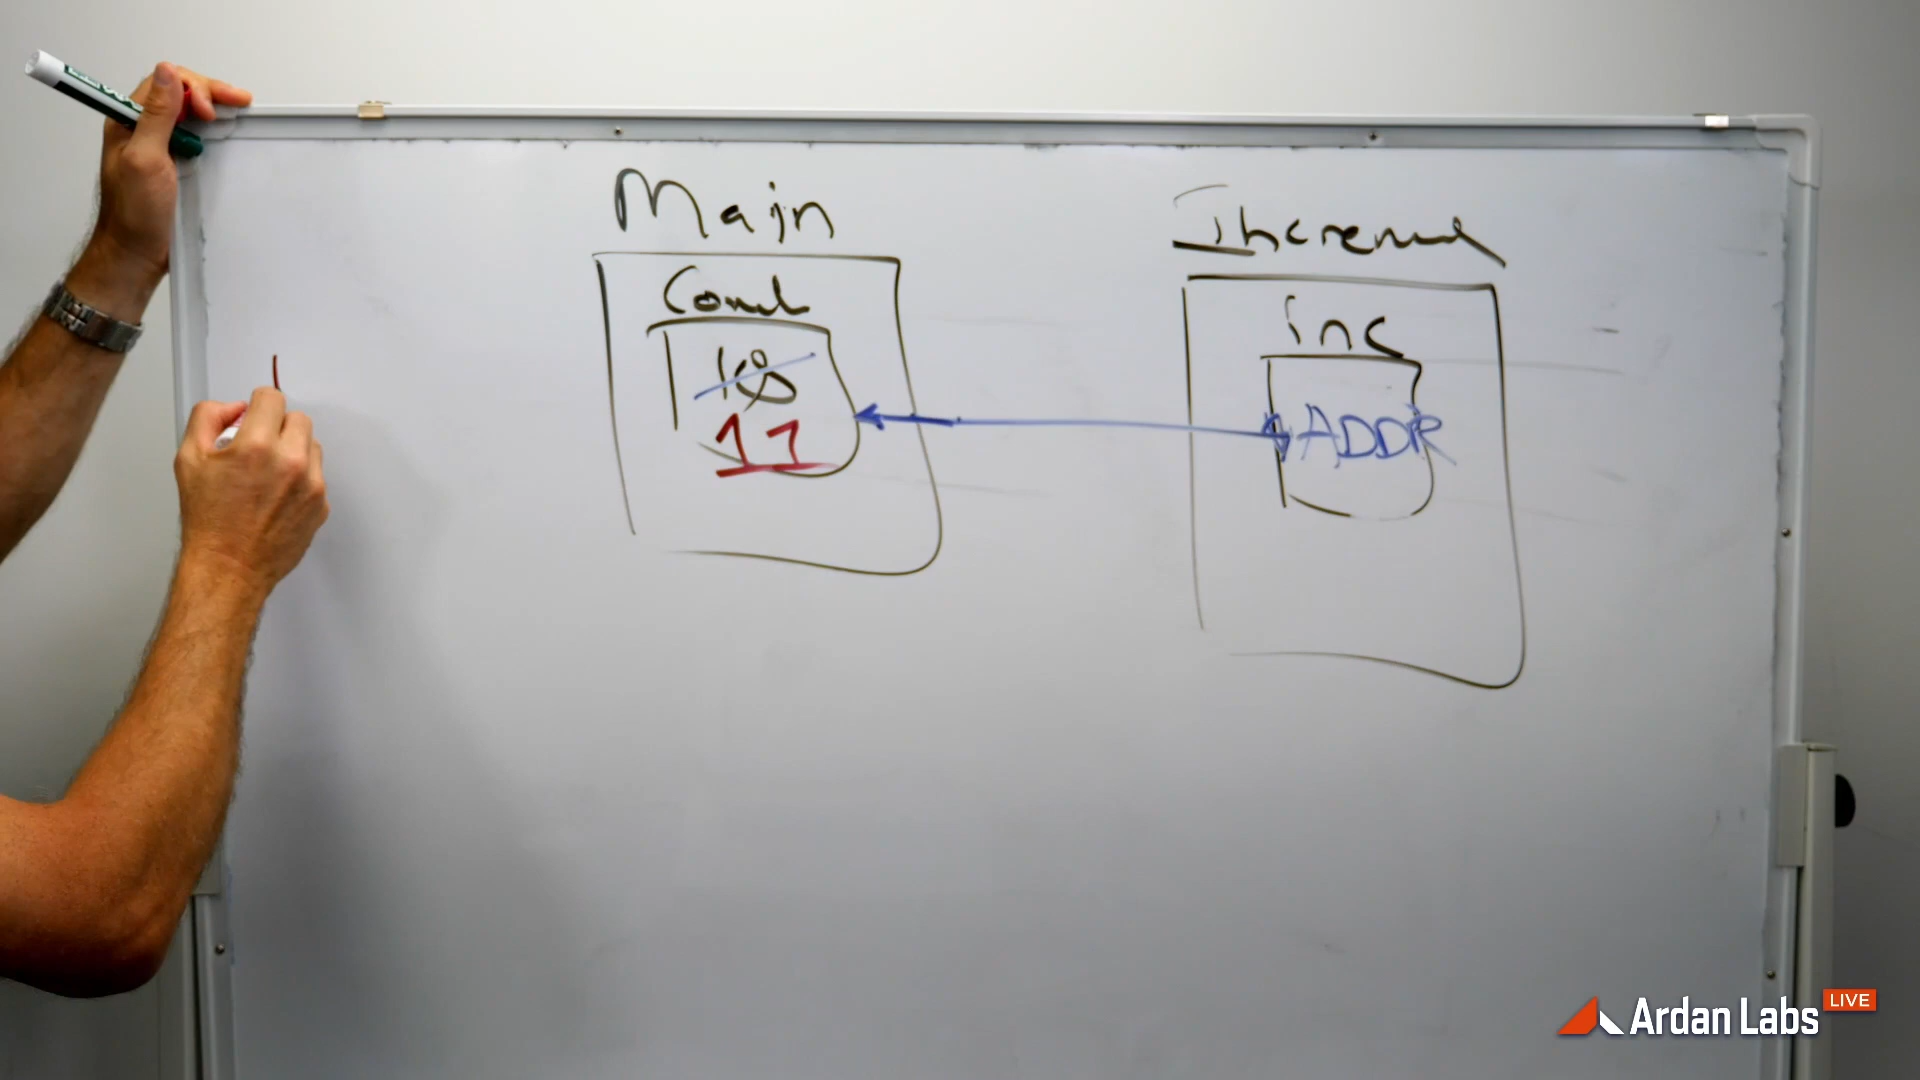 Main
Increment
Count
inc
10
11
ADDR
Ardan Labs LIVE